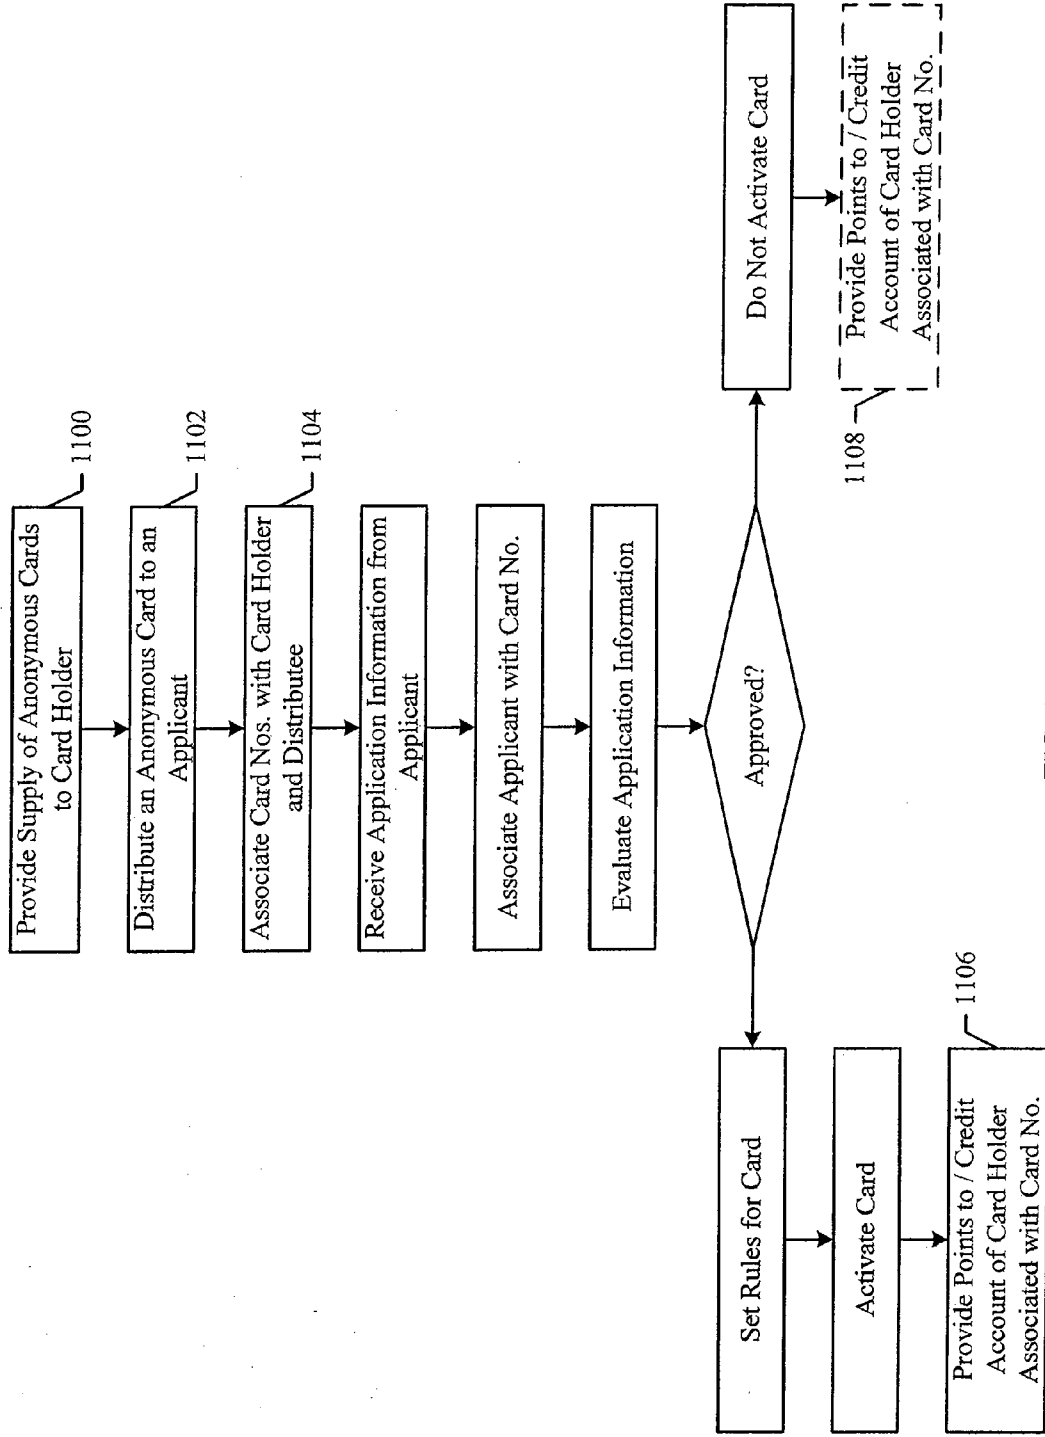 Provide Supply of Anonymous Cards
to Card Holder
1100
Distribute an Anonymous Card to an
Applicant
1102
Associate Card Nos. with Card Holder
and Distributee
1104
Receive Application Information from
Applicant
Associate Applicant with Card No.
Evaluate Application Information
Approved?
Set Rules for Card
Activate Card
Provide Points to / Credit
Account of Card Holder
Associated with Card No.
1106
Do Not Activate Card
Provide Points to / Credit
Account of Card Holder
Associated with Card No.
1108